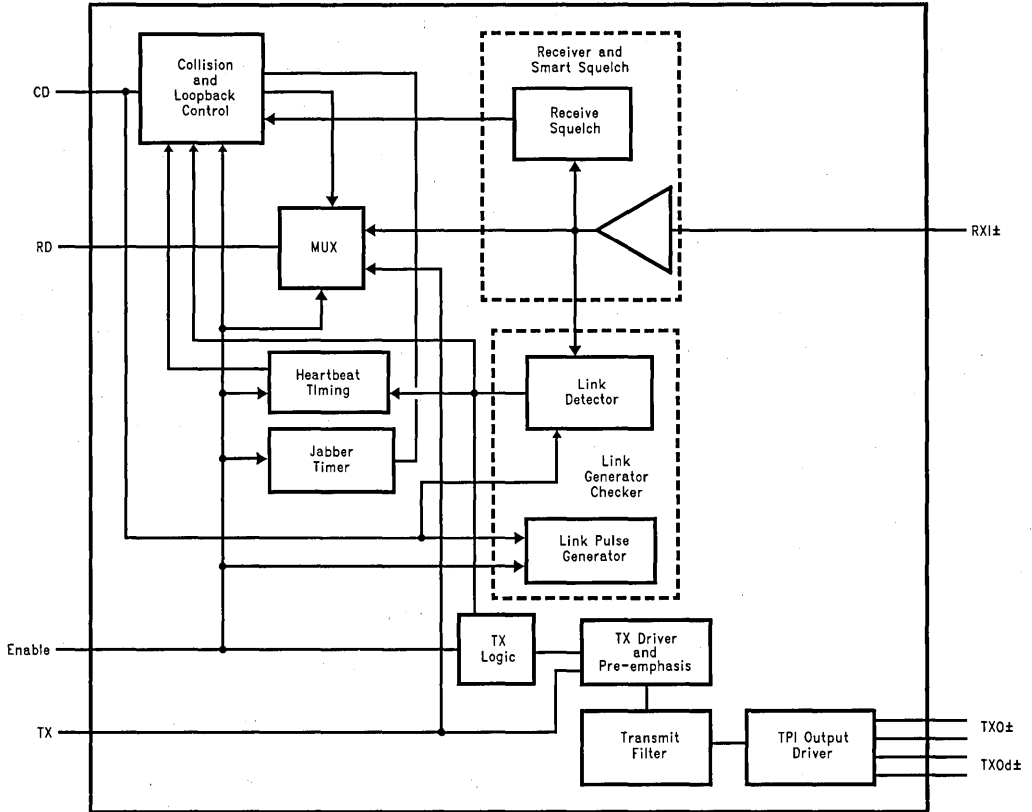 Collision
and
Loopback
Control
CD
Receiver and
Smart Squelch
Receive
Squelch
RD
MUX
RXI±
Heartbeat
Timing
Link
Detector
Jabber
Timer
Link
Generator
Checker
Link Pulse
Generator
Enable
TX
Logic
TX Driver
and
Pre-emphasis
TX
Transmit
Filter
TPI Output
Driver
TXO±
TXOd±